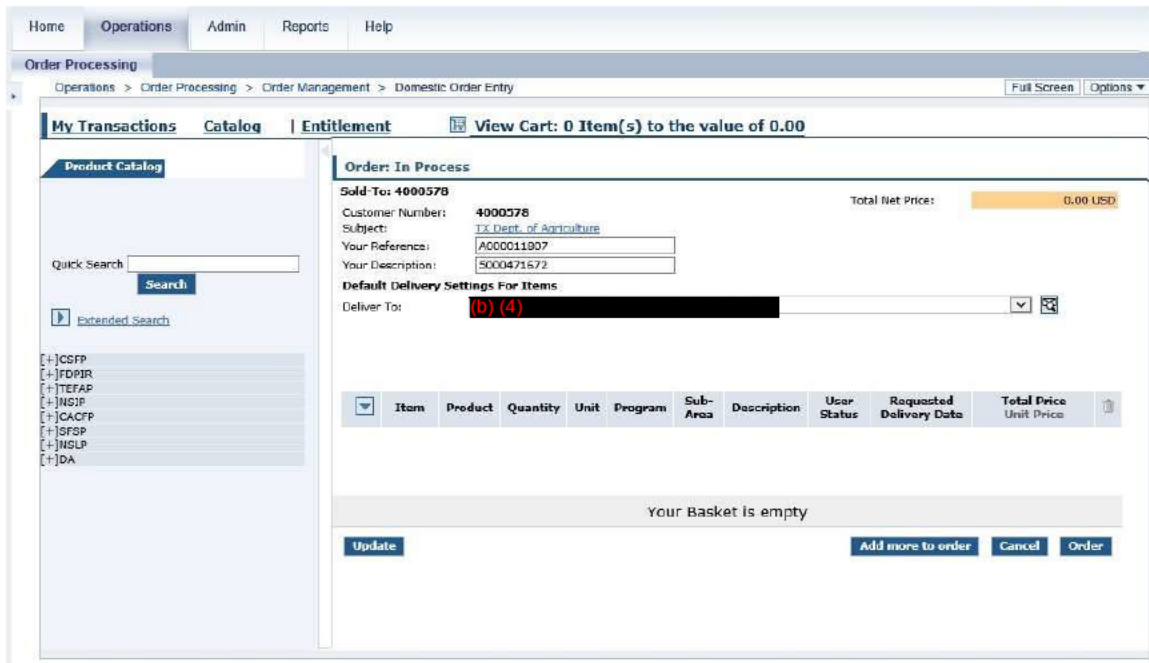 Home Operations Admin Reports Help
Order Processing
Operations > Order Processing > Order Management > Domestic Order Entry Full Screen Options
My Transactions Catalog | Entitlement View Cart: 0 Item(s) to the value of 0.00
Product Catalog
Quick Search
Search
Extended Search
[+]CSFP
[+]FDPIR
[+]TEFAP
[+]NSIP
[+]CACFP
[+]SFSP
[+]NSLP
[+]DA
Order: In Process
Sold-To: 4000578
Total Net Price: 0.00 USD
Customer Number: 4000578
Subject: TX Dept. of Agriculture
Your Reference: A000011807
Your Description: 5000471672
Default Delivery Settings For Items
Deliver To: (b) (4)
Item Product Quantity Unit Program Sub-Area Description User Status Requested Delivery Date Total Price Unit Price
Your Basket is empty
Update Add more to order Cancel Order